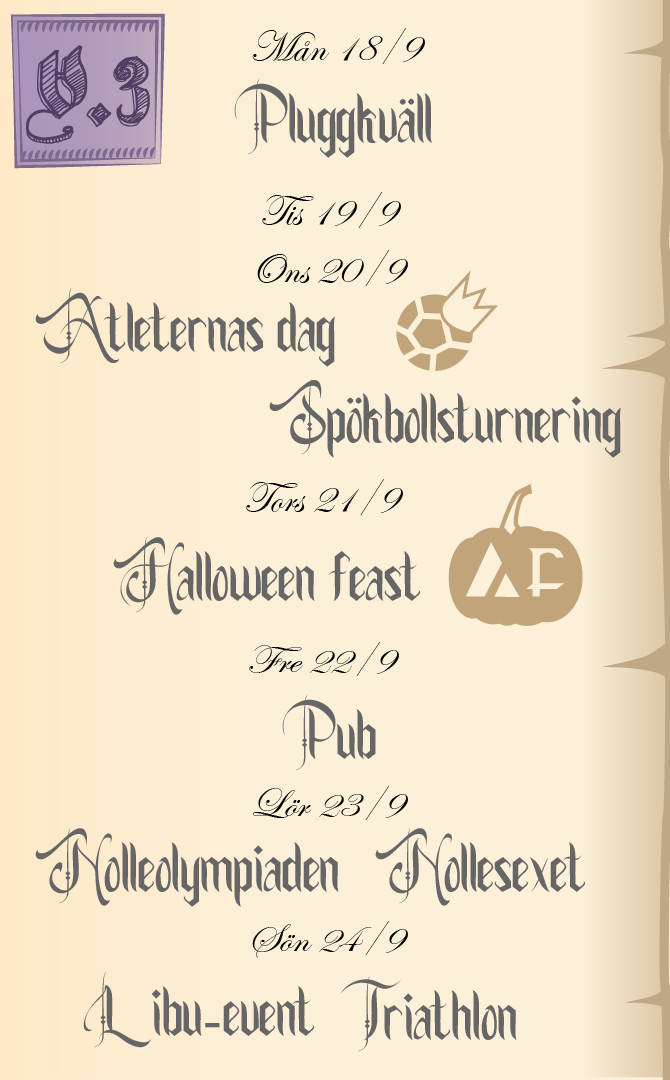 V.3
Mån 18/9
Pluggkväll
Tis 19/9
Ons 20/9
Atleternas dag
Spökbollsturnering
Tors 21/9
Halloween feast
AF
Fre 22/9
Pub
Lör 23/9
Nolleolympiaden Nollesexet
Sön 24/9
Libu-event Triathlon